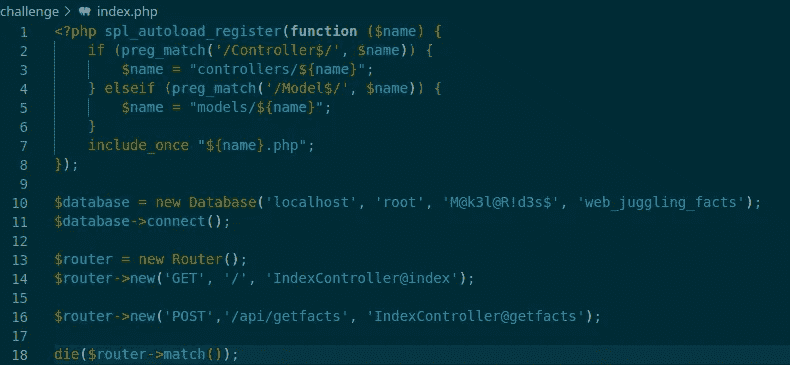 challenge > index.php
1 <?php spl_autoload_register(function ($name) {
2 if (preg_match('/Controller$/', $name)) {
3 $name = "controllers/${name}";
4 } elseif (preg_match('/Model$/', $name)) {
5 $name = "models/${name}";
6 }
7 include_once "${name}.php";
8 });
9
10 $database = new Database('localhost', 'root', 'M@k3l@R!d3s$', 'web_juggling_facts');
11 $database->connect();
12
13 $router = new Router();
14 $router->new('GET', '/', 'IndexController@index');
15
16 $router->new('POST','/api/getfacts', 'IndexController@getfacts');
17
18 die($router->match());